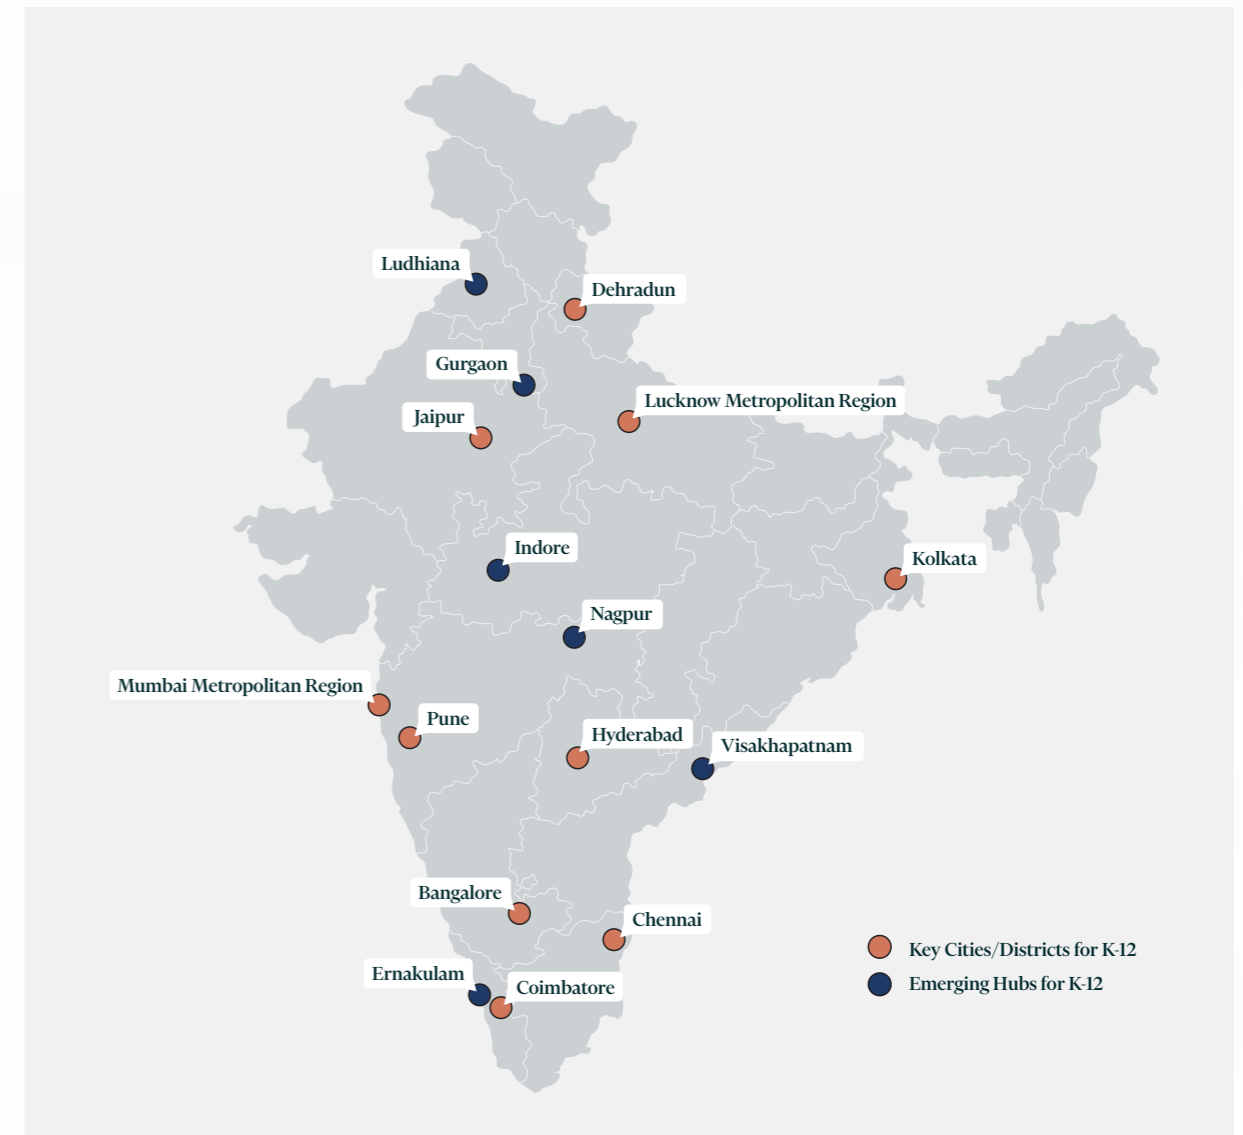 Ludhiana
Dehradun
Gurgaon
Lucknow Metropolitan Region
Jaipur
Indore
Kolkata
Nagpur
Mumbai Metropolitan Region
Pune
Hyderabad
Visakhapatnam
Bangalore
Chennai
Ernakulam
Coimbatore
Key Cities/Districts for K-12
Emerging Hubs for K-12